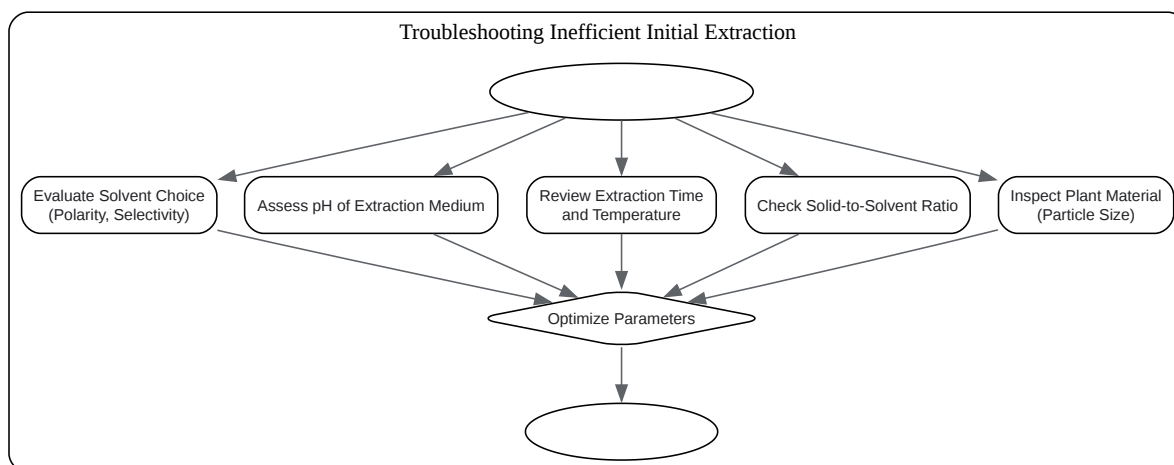 Troubleshooting Inefficient Initial Extraction
Evaluate Solvent Choice
(Polarity, Selectivity)
Assess pH of Extraction Medium
Review Extraction Time
and Temperature
Check Solid-to-Solvent Ratio
Inspect Plant Material
(Particle Size)
Optimize Parameters